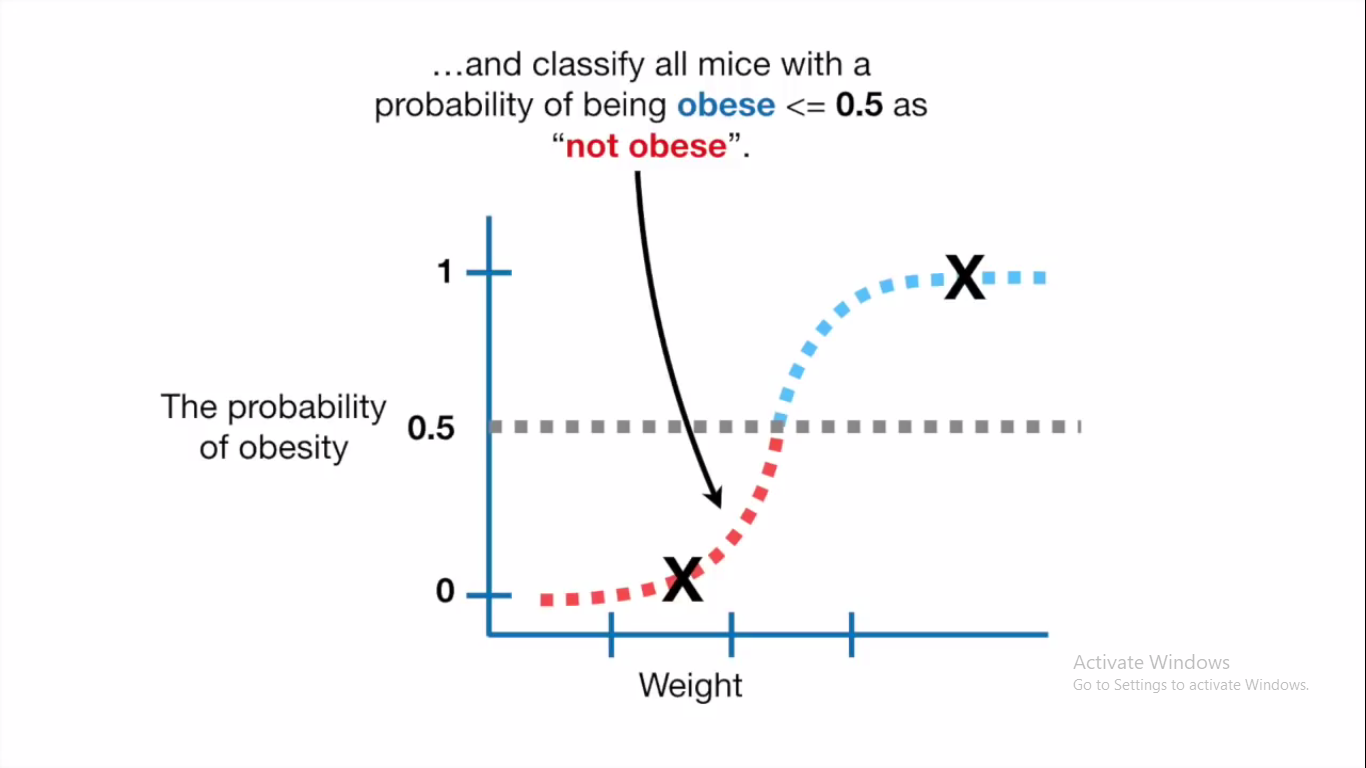 …and classify all mice with a
probability of being obese <= 0.5 as
“not obese”.
1
The probability
of obesity
0.5
0
X
X
Weight
Activate Windows
Go to Settings to activate Windows.